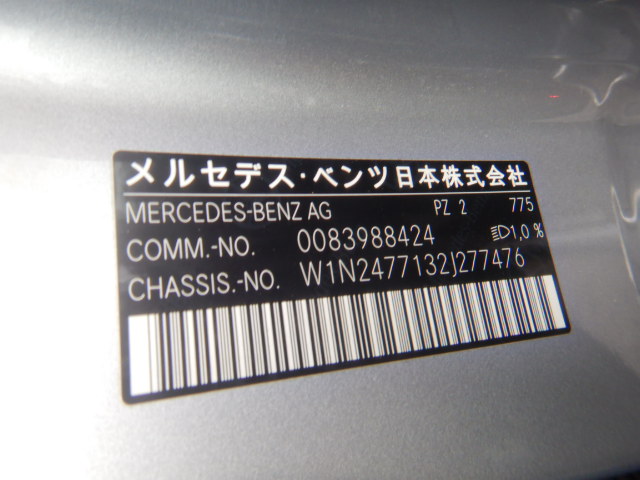 メルセデス・ベンツ日本株式会社
MERCEDES-BENZ AG PZ 2 775
COMM.-NO. 0083988424 1,0 %
CHASSIS.-NO. W1N2477132J277476